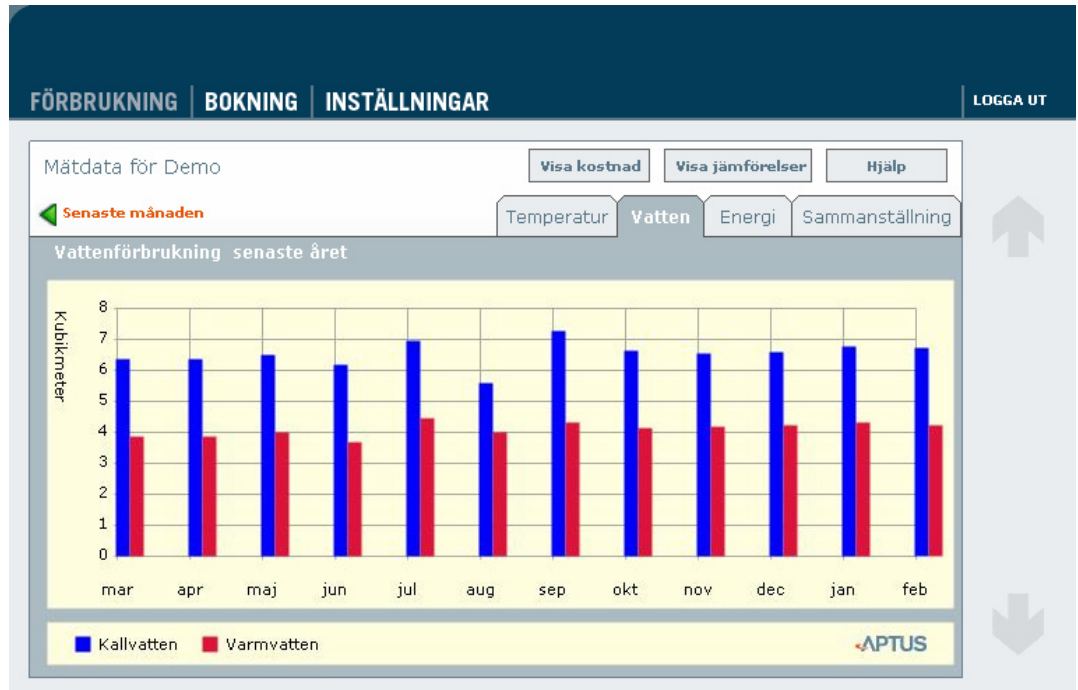 FÖRBRUKNING BOKNING INSTÄLLNINGAR LOGGA UT
Mätdata för Demo Visa kostnad Visa jämförelser Hjälp
Senaste månaden Temperatur Vatten Energi Sammanställning
Vattenförbrukning senaste året
Kubikmeter
8
7
6
5
4
3
2
1
0
mar apr maj jun jul aug sep okt nov dec jan feb
Kallvatten Varmvatten APTUS